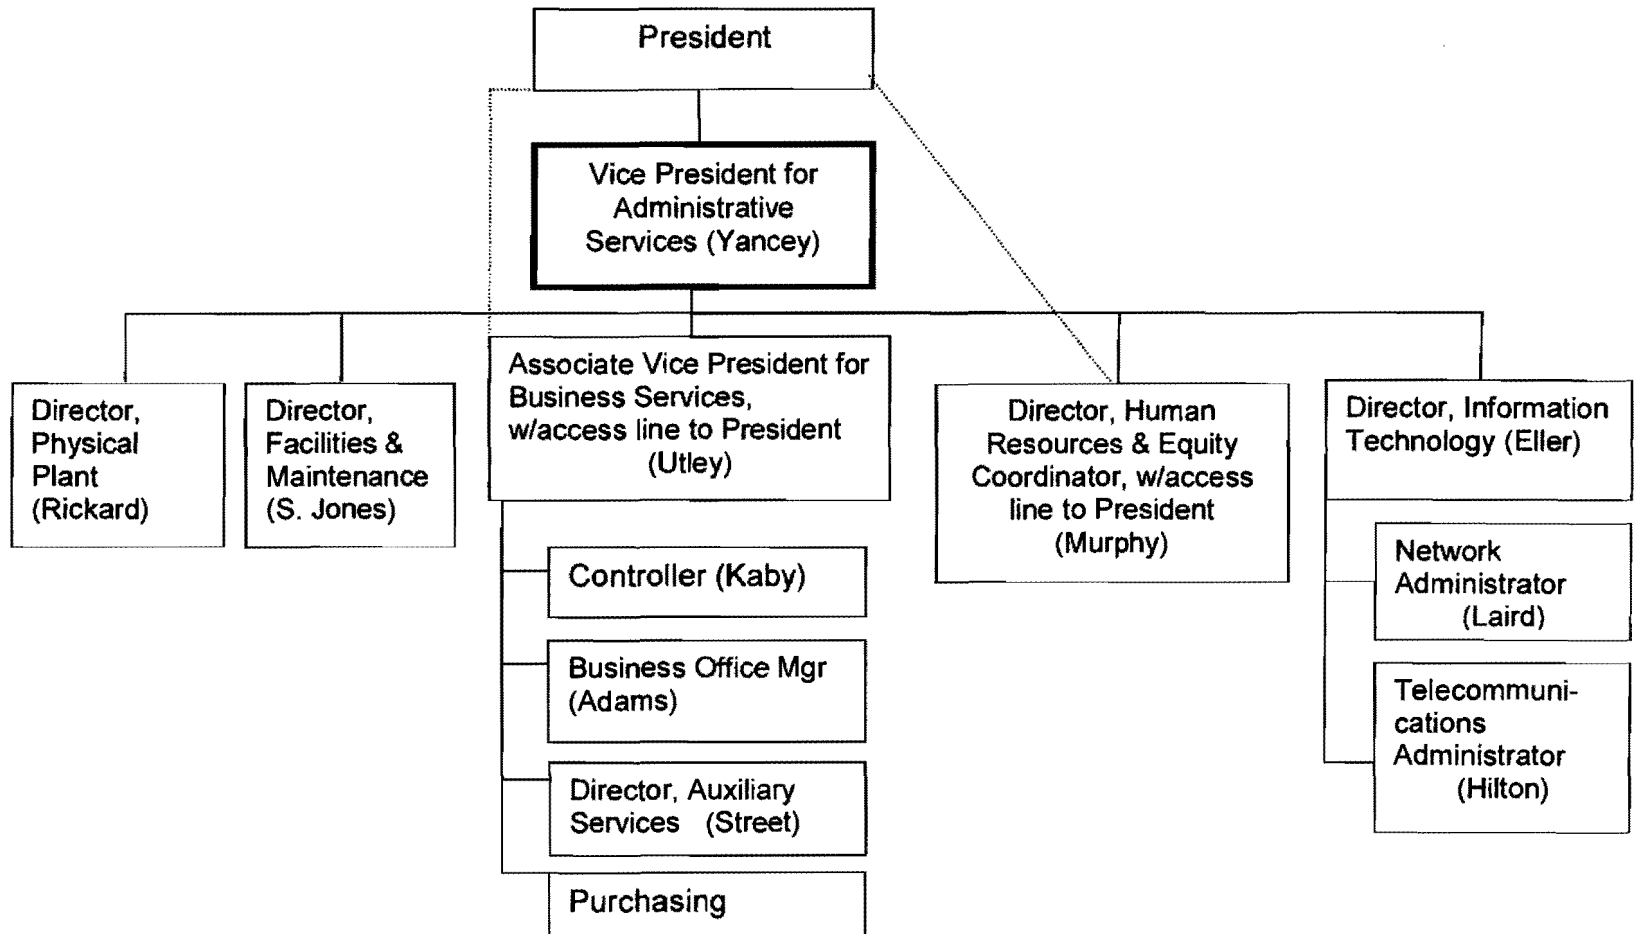 President
Vice President for
Administrative
Services (Yancey)
Director,
Physical
Plant
(Rickard)
Director,
Facilities &
Maintenance
(S. Jones)
Associate Vice President for
Business Services,
w/access line to President
(Utley)
Controller (Kaby)
Business Office Mgr
(Adams)
Director, Auxiliary
Services (Street)
Purchasing
Director, Human
Resources & Equity
Coordinator, w/access
line to President
(Murphy)
Director, Information
Technology (Eller)
Network
Administrator
(Laird)
Telecommuni-
cations
Administrator
(Hilton)